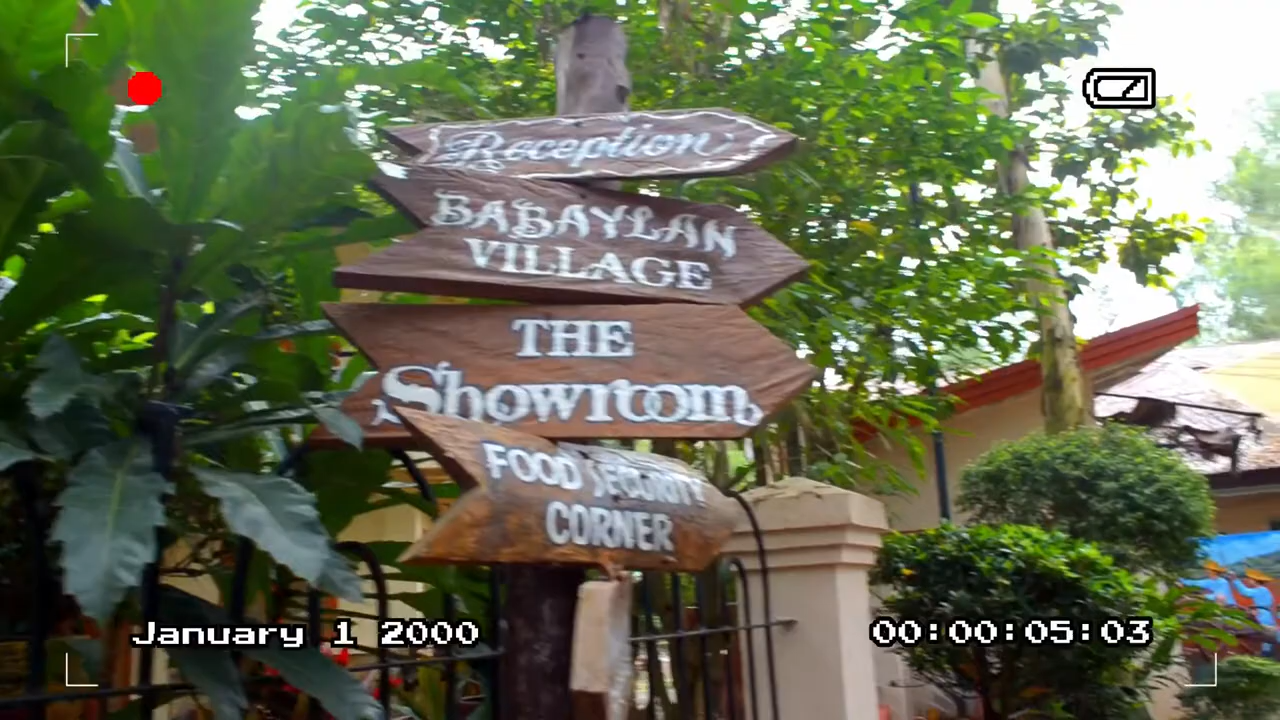 Reception
BABAYLAN
VILLAGE
THE
Showroom
FOOD SECURITY
CORNER
January 1 2000
00:00:05:03